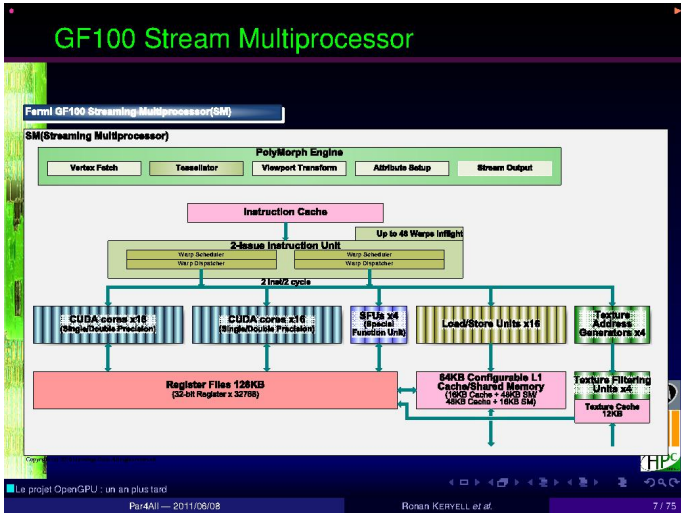 GF100 Stream Multiprocessor
Fermi GF100 Streaming Multiprocessor(SM)
SM(Streaming Multiprocessor)
PolyMorph Engine
Vertex Fetch
Tessellator
Viewport Transform
Attribute Setup
Stream Output
Instruction Cache
Up to 48 Warps Inflight
2-Issue Instruction Unit
Warp Scheduler
Warp Scheduler
Warp Dispatcher
Warp Dispatcher
2 inst/2 cycle
CUDA cores x16
(Single/Double Precision)
CUDA cores x16
(Single/Double Precision)
SFUs x4
(Special
Function Unit)
Load/Store Units x16
Texture
Address
Generators x4
Register Files 128KB
(32-bit Register x 32768)
64KB Configurable L1
Cache/Shared Memory
(16KB Cache + 48KB SM/
48KB Cache + 16KB SM)
Texture Filtering
Units x4
Texture Cache
12KB
HPC
Le projet OpenGPU : un an plus tard
Par4All — 2011/06/08
Ronan KERYELL et al.
7 / 75